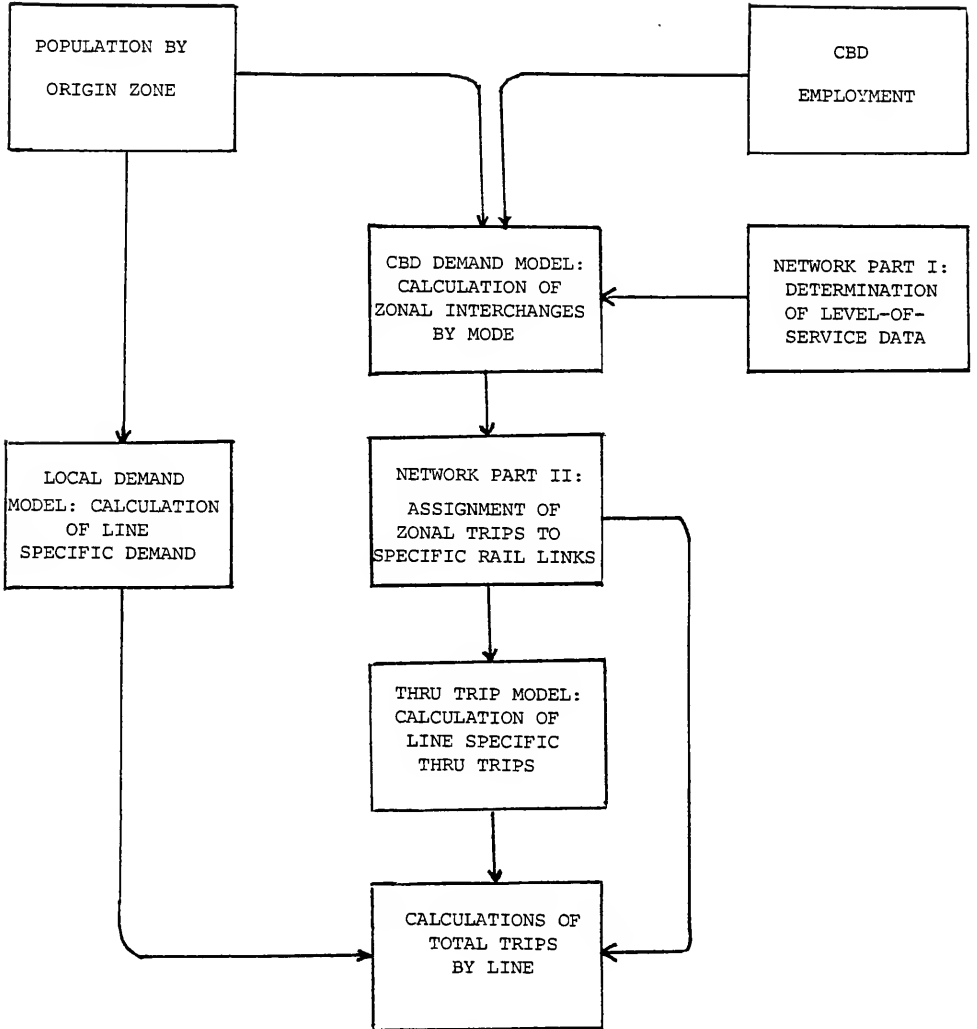 POPULATION BY
ORIGIN ZONE
CBD
EMPLOYMENT
CBD DEMAND MODEL:
CALCULATION OF
ZONAL INTERCHANGES
BY MODE
NETWORK PART I:
DETERMINATION
OF LEVEL-OF-
SERVICE DATA
LOCAL DEMAND
MODEL: CALCULATION
OF LINE
SPECIFIC DEMAND
NETWORK PART II:
ASSIGNMENT OF
ZONAL TRIPS TO
SPECIFIC RAIL LINKS
THRU TRIP MODEL:
CALCULATION OF
LINE SPECIFIC
THRU TRIPS
CALCULATIONS OF
TOTAL TRIPS
BY LINE